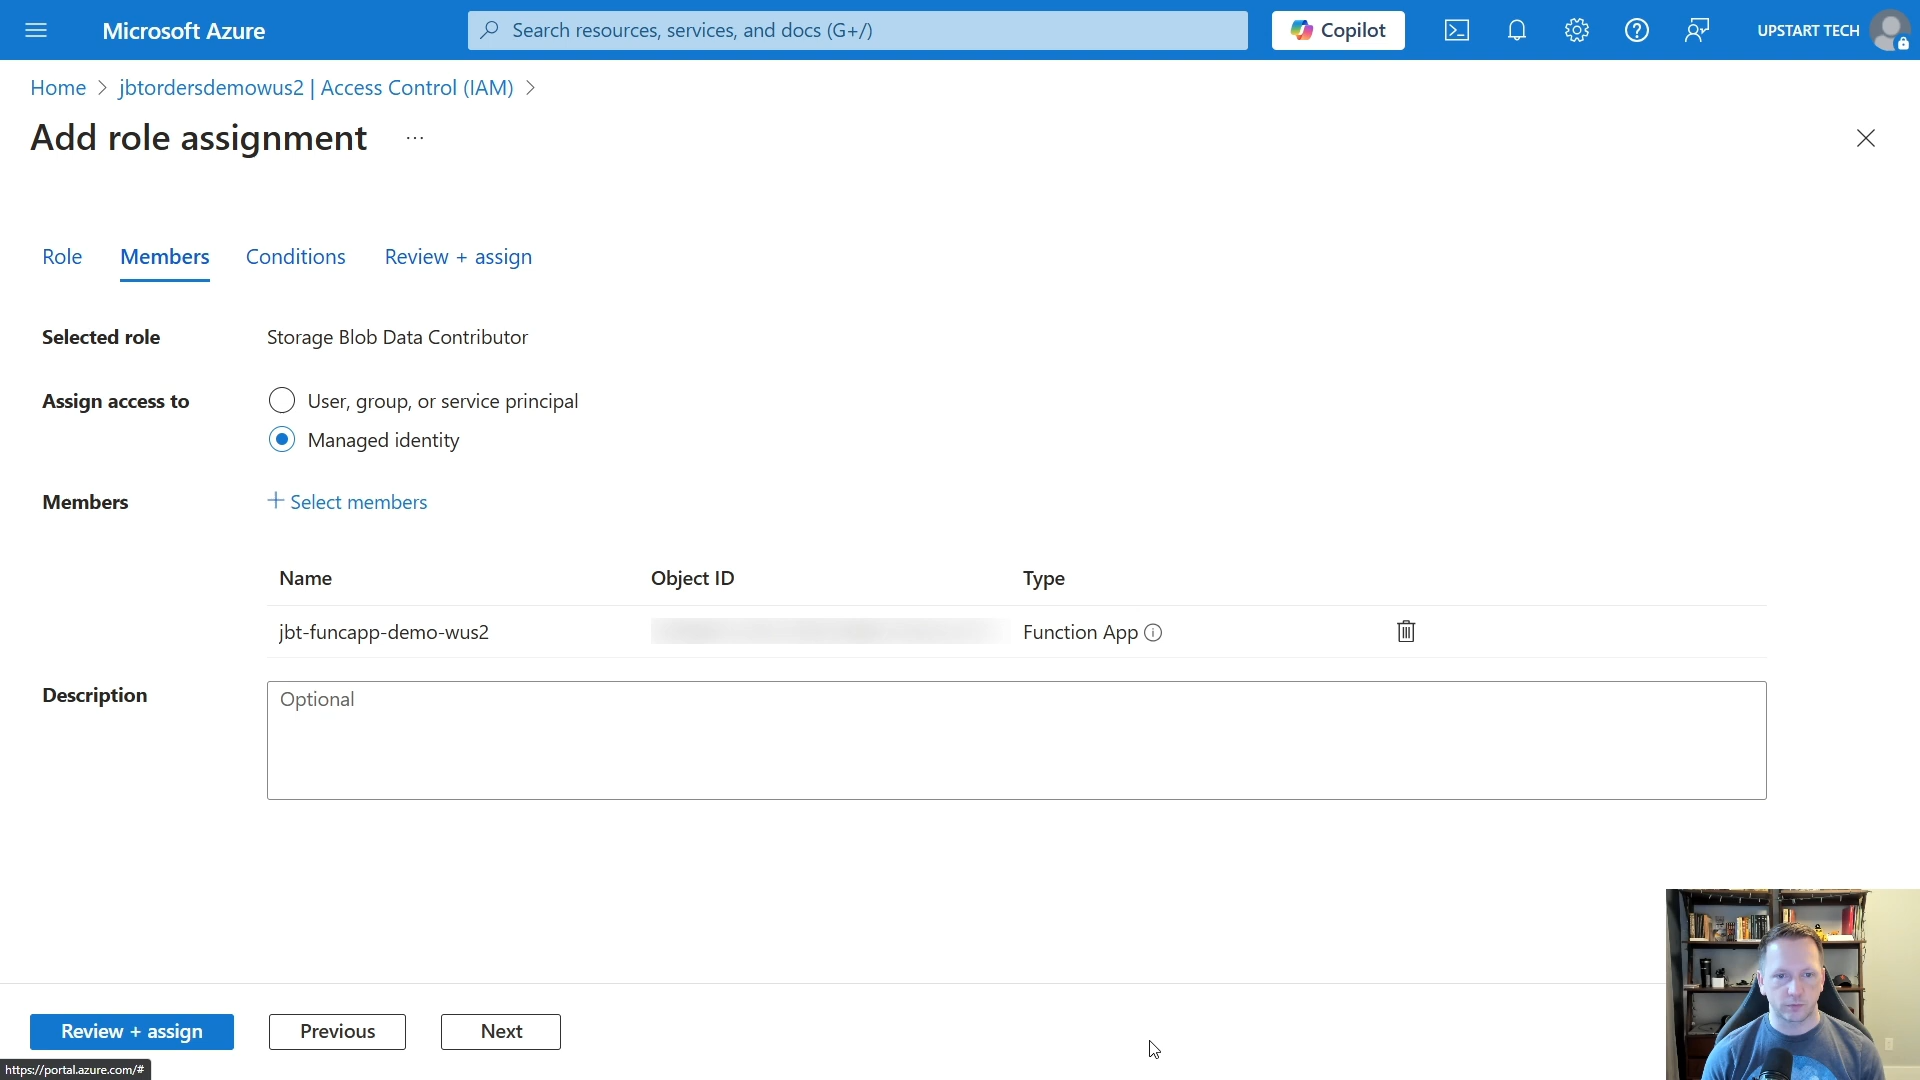 Microsoft Azure
Search resources, services, and docs (G+/)
Copilot
UPSTART TECH
Home > jbtordersdemowus2 | Access Control (IAM) >
Add role assignment ...
Role Members Conditions Review + assign
Selected role Storage Blob Data Contributor
Assign access to User, group, or service principal
Managed identity
Members + Select members
Name Object ID Type
jbt-funcapp-demo-wus2 Function App
Description Optional
Review + assign Previous Next
https://portal.azure.com/#